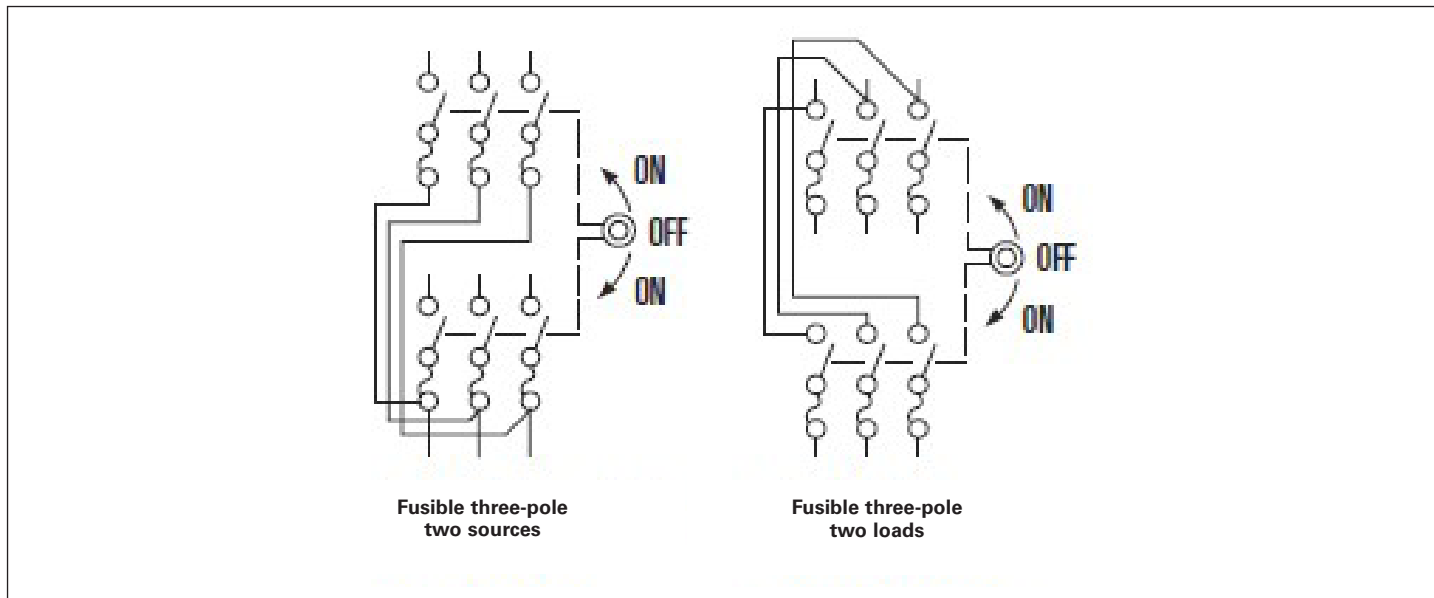 ON
OFF
ON
Fusible three-pole
two sources
ON
OFF
ON
Fusible three-pole
two loads